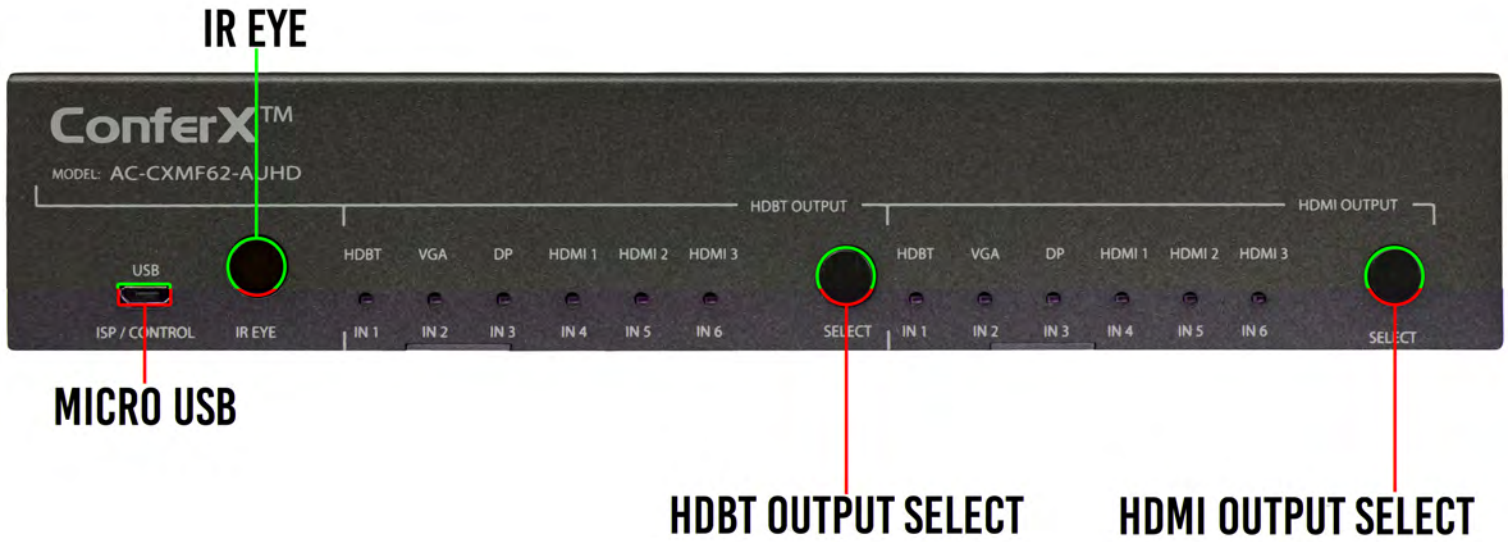 IR EYE
ConferX™
MODEL: AC-CXMF62-AUHD
HDBT OUTPUT
HDMI OUTPUT
HDBT VGA DP HDMI 1 HDMI 2 HDMI 3
HDBT VGA DP HDMI 1 HDMI 2 HDMI 3
USB
ISP / CONTROL
IR EYE
IN 1 IN 2 IN 3 IN 4 IN 5 IN 6
SELECT
IN 1 IN 2 IN 3 IN 4 IN 5 IN 6
SELECT
MICRO USB
HDBT OUTPUT SELECT
HDMI OUTPUT SELECT